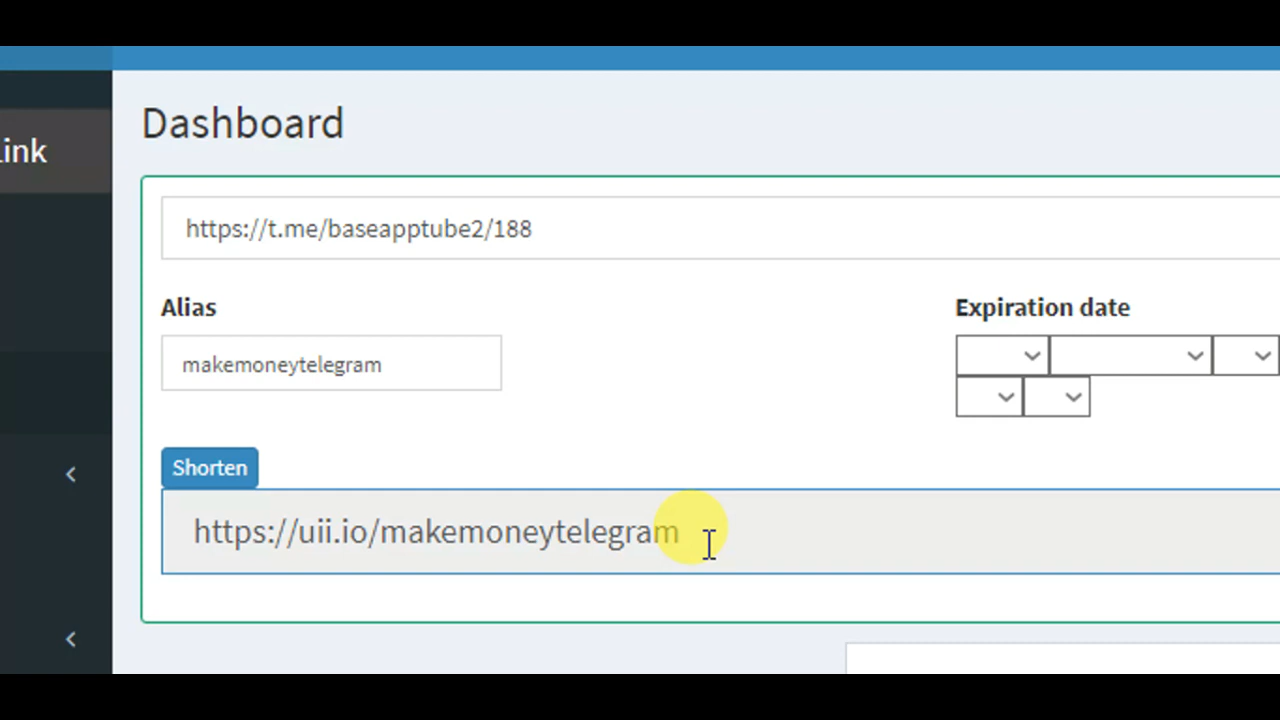 Dashboard
Link
https://t.me/baseapptube2/188
Alias
Expiration date
makemoneytelegram
Shorten
https://uii.io/makemoneytelegram